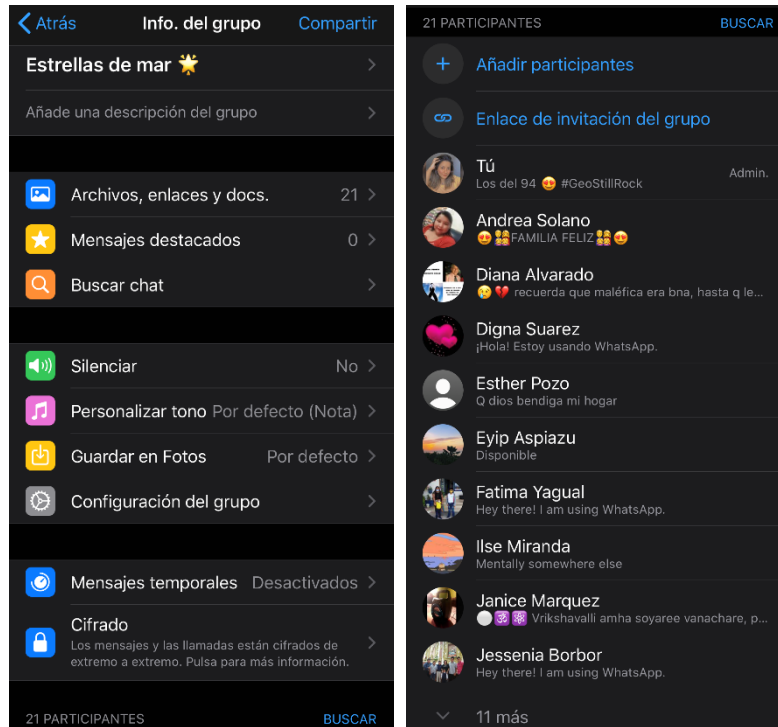 Atrás Info. del grupo Compartir
Estrellas de mar 🌟
Añade una descripción del grupo
Archivos, enlaces y docs. 21
Mensajes destacados 0
Buscar chat
Silenciar No
Personalizar tono Por defecto (Nota)
Guardar en Fotos Por defecto
Configuración del grupo
Mensajes temporales Desactivados
Cifrado
Los mensajes y las llamadas están cifrados de
extremo a extremo. Pulsa para más información.
21 PARTICIPANTES BUSCAR
21 PARTICIPANTES BUSCAR
Añadir participantes
Enlace de invitación del grupo
Tú
Los del 94 😍 #GeoStillRock Admin.
Andrea Solano
😍👯FAMILIA FELIZ👯😍
Diana Alvarado
😢💔 recuerda que maléfica era bna, hasta q le...
Digna Suarez
¡Hola! Estoy usando WhatsApp.
Esther Pozo
Q dios bendiga mi hogar
Eyip Aspiazu
Disponible
Fatima Yagual
Hey there! I am using WhatsApp.
Ilse Miranda
Mentally somewhere else
Janice Marquez
⚪🕉⚛ Vrikshavalli amha soyaree vanachare, p...
Jessenia Borbor
Hey there! I am using WhatsApp.
11 más